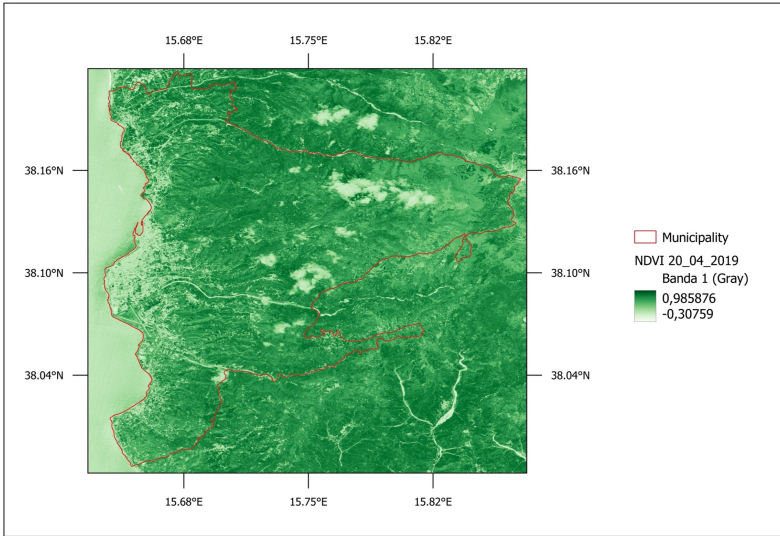 15.68°E 15.75°E 15.82°E
38.16°N 38.16°N
38.10°N 38.10°N
38.04°N 38.04°N
15.68°E 15.75°E 15.82°E
Municipality
NDVI 20_04_2019
Banda 1 (Gray)
0,985876
-0,30759